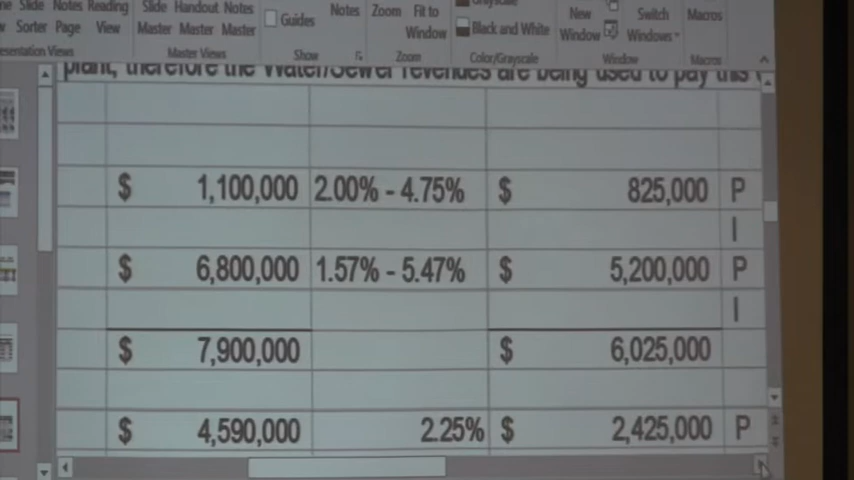 Slide Notes Reading
Sorter Page View
Presentation Views
Slide Handout Notes
Master Master Master
Master Views
Guides
Show
Notes
Zoom Fit to
Window
Zoom
Grayscale
Black and White
Color/Grayscale
New
Window
Switch
Windows
Window
Macros
Macros
plant, therefore the Water/Sewer revenues are being used to pay this
$ 1,100,000 2.00% - 4.75% $ 825,000 P
I
$ 6,800,000 1.57% - 5.47% $ 5,200,000 P
I
$ 7,900,000 $ 6,025,000
$ 4,590,000 2.25% $ 2,425,000 P